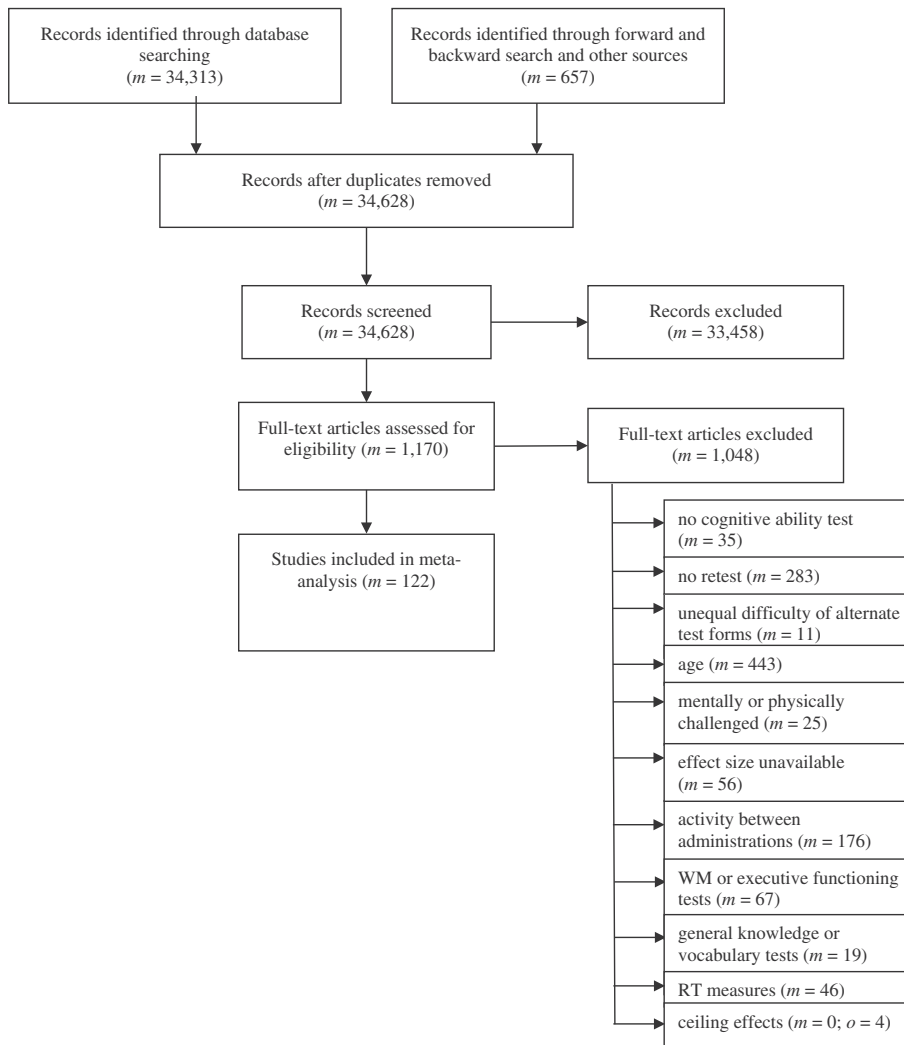 Records identified through database
searching
(m = 34,313)
Records identified through forward and
backward search and other sources
(m = 657)
Records after duplicates removed
(m = 34,628)
Records screened
(m = 34,628)
Records excluded
(m = 33,458)
Full-text articles assessed for
eligibility (m = 1,170)
Full-text articles excluded
(m = 1,048)
Studies included in meta-
analysis (m = 122)
no cognitive ability test
(m = 35)
no retest (m = 283)
unequal difficulty of alternate
test forms (m = 11)
age (m = 443)
mentally or physically
challenged (m = 25)
effect size unavailable
(m = 56)
activity between
administrations (m = 176)
WM or executive functioning
tests (m = 67)
general knowledge or
vocabulary tests (m = 19)
RT measures (m = 46)
ceiling effects (m = 0; o = 4)